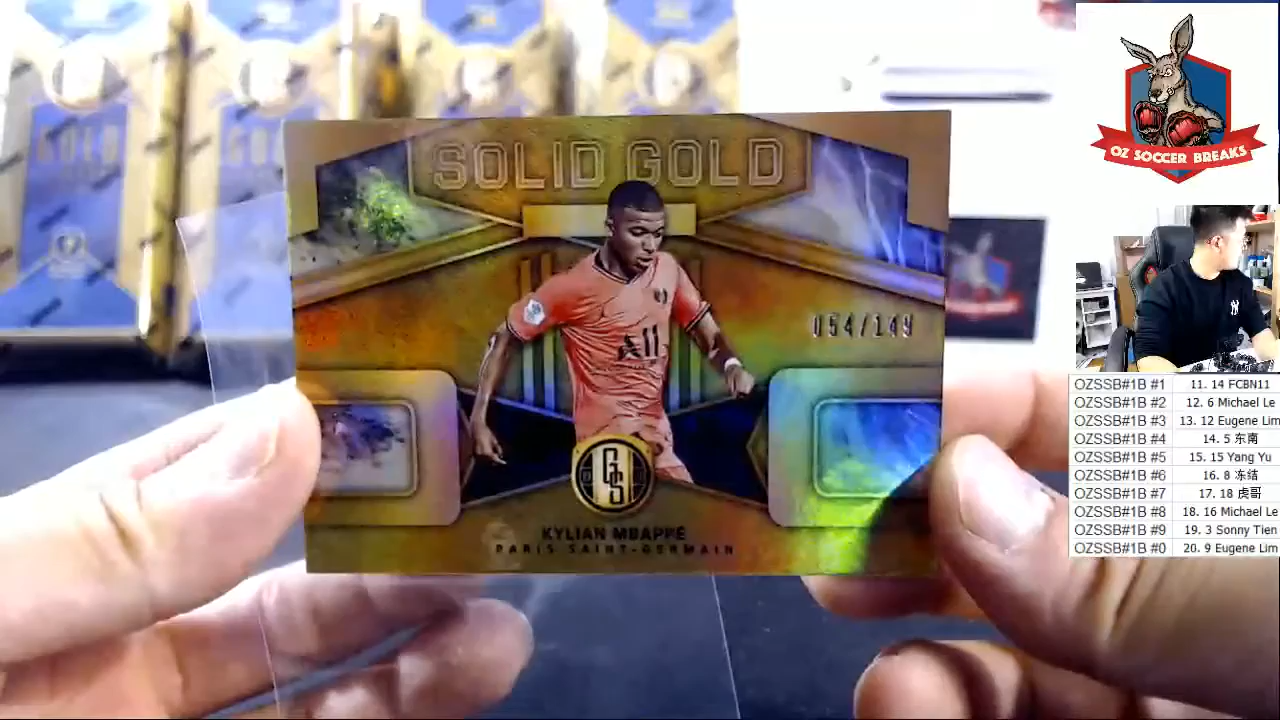 SOLID GOLD
054/149
GS
KYLIAN MBAPPÉ
PARIS SAINT-GERMAIN
OZ SOCCER BREAKS
OZSSB#1B #1 11. 14 FCBN11
OZSSB#1B #2 12. 6 Michael Le
OZSSB#1B #3 13. 12 Eugene Lim
OZSSB#1B #4 14. 5 东南
OZSSB#1B #5 15. 15 Yang Yu
OZSSB#1B #6 16. 8 冻结
OZSSB#1B #7 17. 18 虎哥
OZSSB#1B #8 18. 16 Michael Le
OZSSB#1B #9 19. 3 Sonny Tien
OZSSB#1B #0 20. 9 Eugene Lim